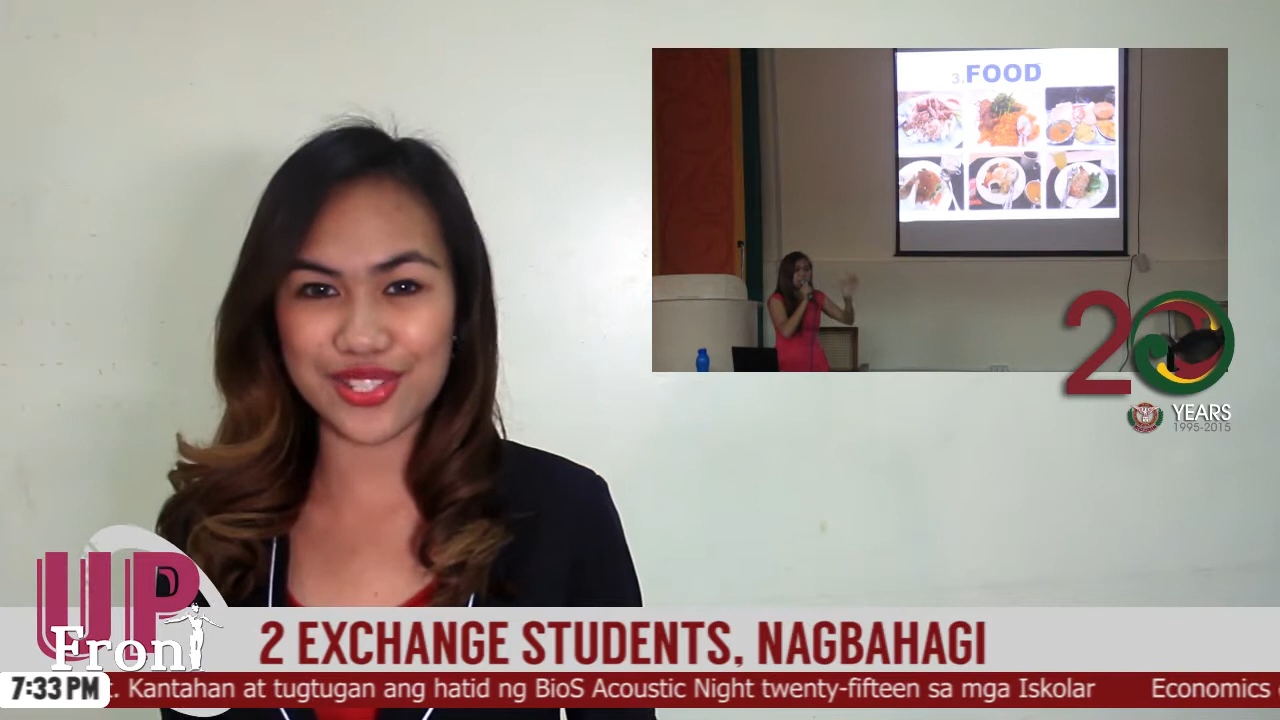 3.FOOD
20
YEARS
1995-2015
UP
Front
2 EXCHANGE STUDENTS, NAGBAHAGI
7:33 PM
. Kantahan at tugtugan ang hatid ng BioS Acoustic Night twenty-fifteen sa mga Iskolar
Economics